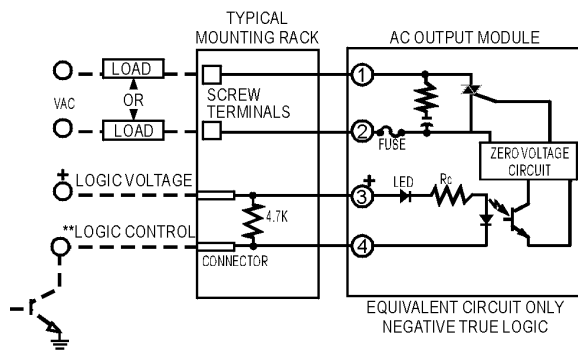 TYPICAL
MOUNTING RACK
AC OUTPUT MODULE
LOAD
OR
LOAD
VAC
SCREW
TERMINALS
1
2
FUSE
ZERO VOLTAGE
CIRCUIT
+
LOGIC VOLTAGE
+
3
LED
Rc
4.7K
**LOGIC CONTROL
CONNECTOR
4
EQUIVALENT CIRCUIT ONLY
NEGATIVE TRUE LOGIC